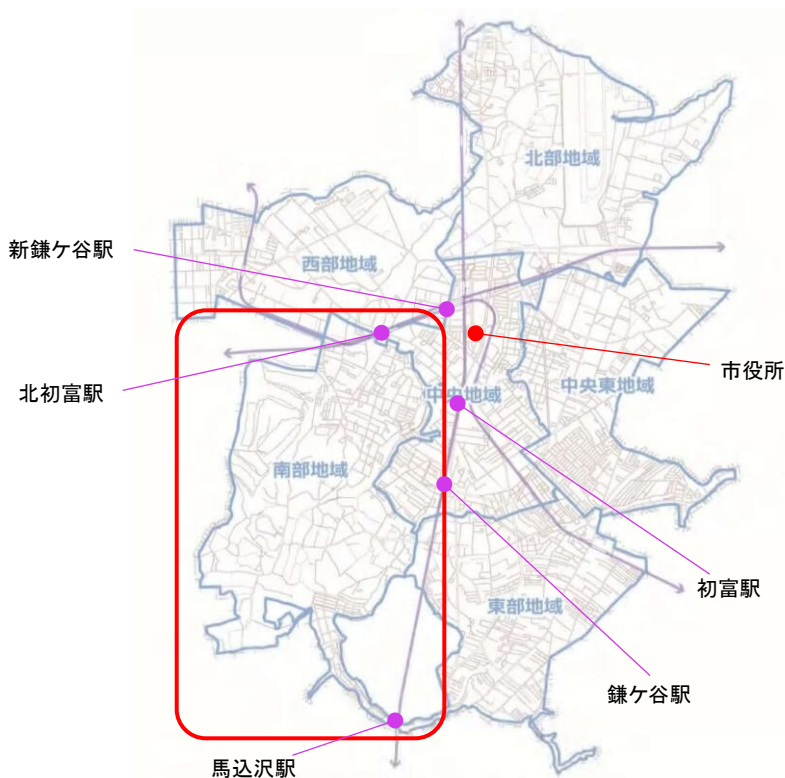 北部地域
新鎌ケ谷駅
西部地域
市役所
北初富駅
中央地域
中央東地域
南部地域
初富駅
東部地域
鎌ケ谷駅
馬込沢駅